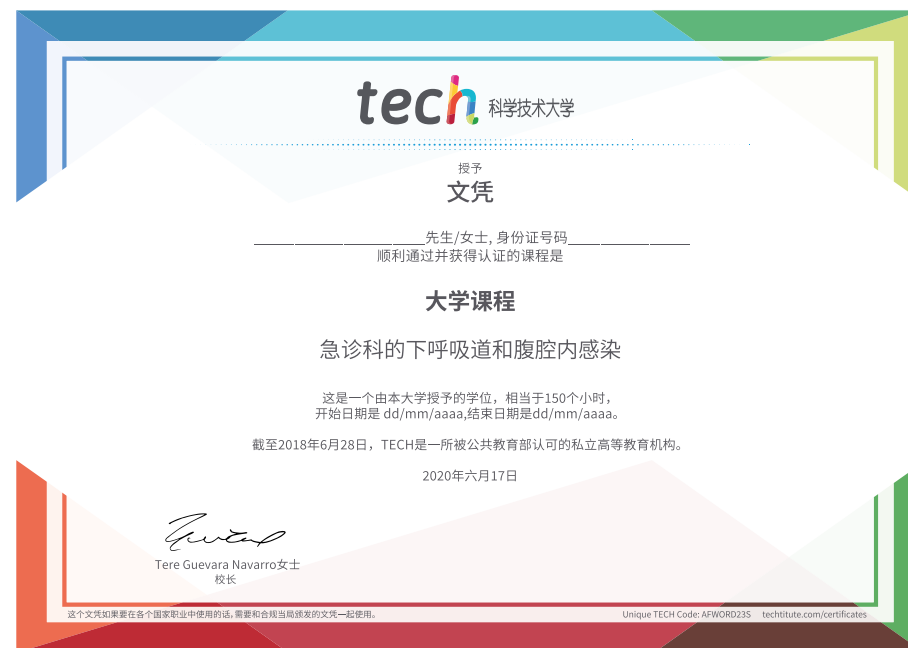 tech 科学技术大学
授予
文凭
____________________先生/女士, 身份证号码______________
顺利通过并获得认证的课程是
大学课程
急诊科的下呼吸道和腹腔内感染
这是一个由本大学授予的学位，相当于150个小时，
开始日期是 dd/mm/aaaa,结束日期是dd/mm/aaaa。
截至2018年6月28日，TECH是一所被公共教育部认可的私立高等教育机构。
2020年六月17日
Tere Guevara Navarro女士
校长
这个文凭如果要在各个国家职业中使用的话,需要和合规当局颁发的文凭一起使用。
Unique TECH Code: AFWORD23S techtitute.com/certificates